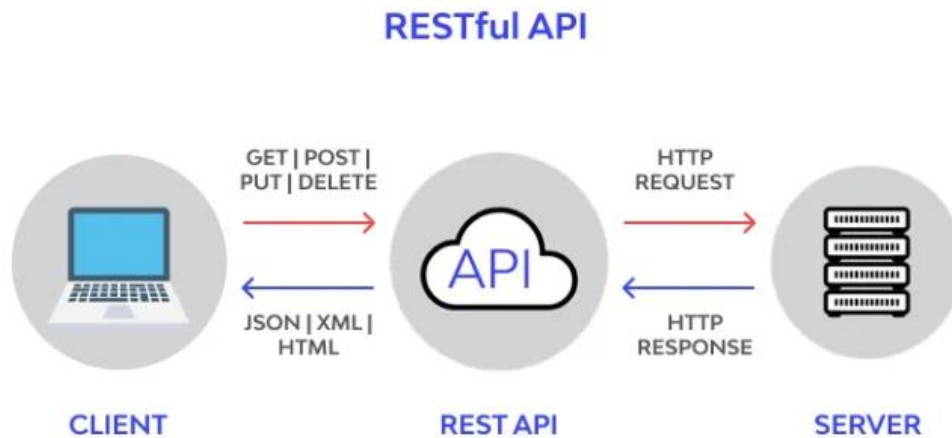 RESTful API
GET | POST |
PUT | DELETE
HTTP
REQUEST
API
JSON | XML |
HTML
HTTP
RESPONSE
CLIENT
REST API
SERVER